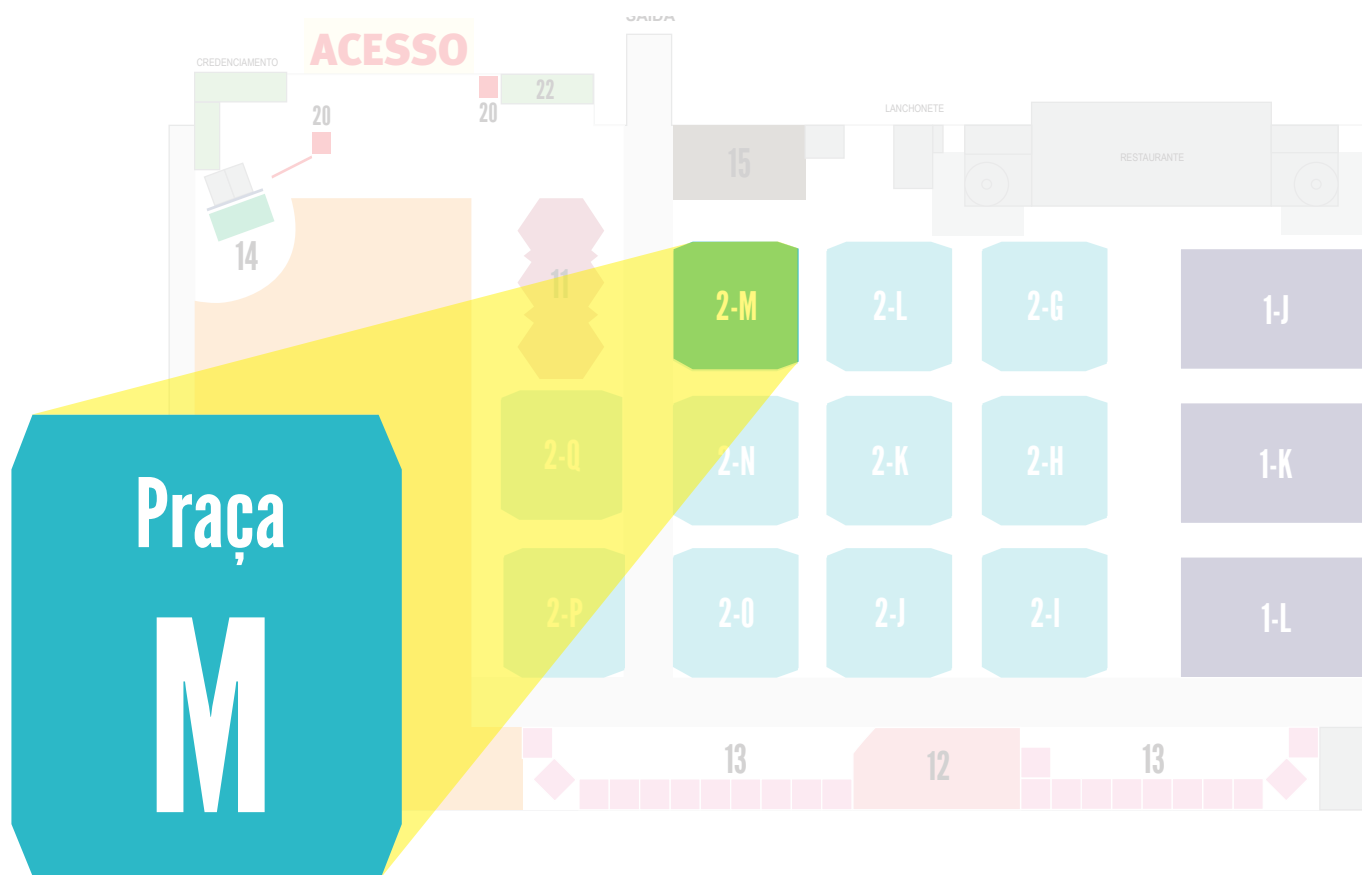 SAIDA
ACESSO
CREDENCIAMENTO
22
20
20
LANCHONETE
15
RESTAURANTE
14
11
2-M
2-L
2-G
1-J
2-Q
2-N
2-K
2-H
1-K
Praça
M
2-P
2-O
2-J
2-I
1-L
13
12
13